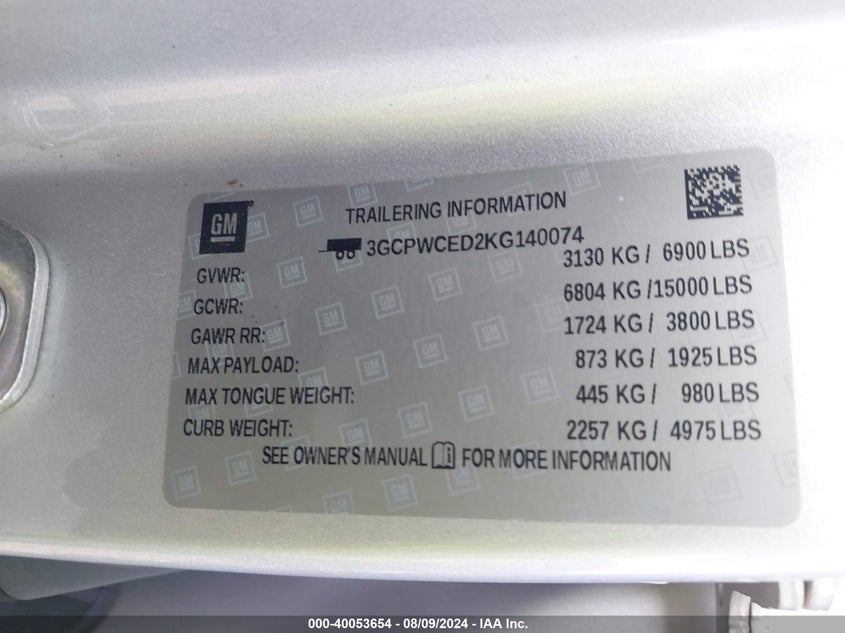 GM TRAILERING INFORMATION
3GCPWCED2KG140074
GVWR: 3130 KG / 6900 LBS
GCWR: 6804 KG /15000 LBS
GAWR RR: 1724 KG / 3800 LBS
MAX PAYLOAD: 873 KG / 1925 LBS
MAX TONGUE WEIGHT: 445 KG / 980 LBS
CURB WEIGHT: 2257 KG / 4975 LBS
SEE OWNER'S MANUAL FOR MORE INFORMATION
000-40053654 - 08/09/2024 - IAA Inc.